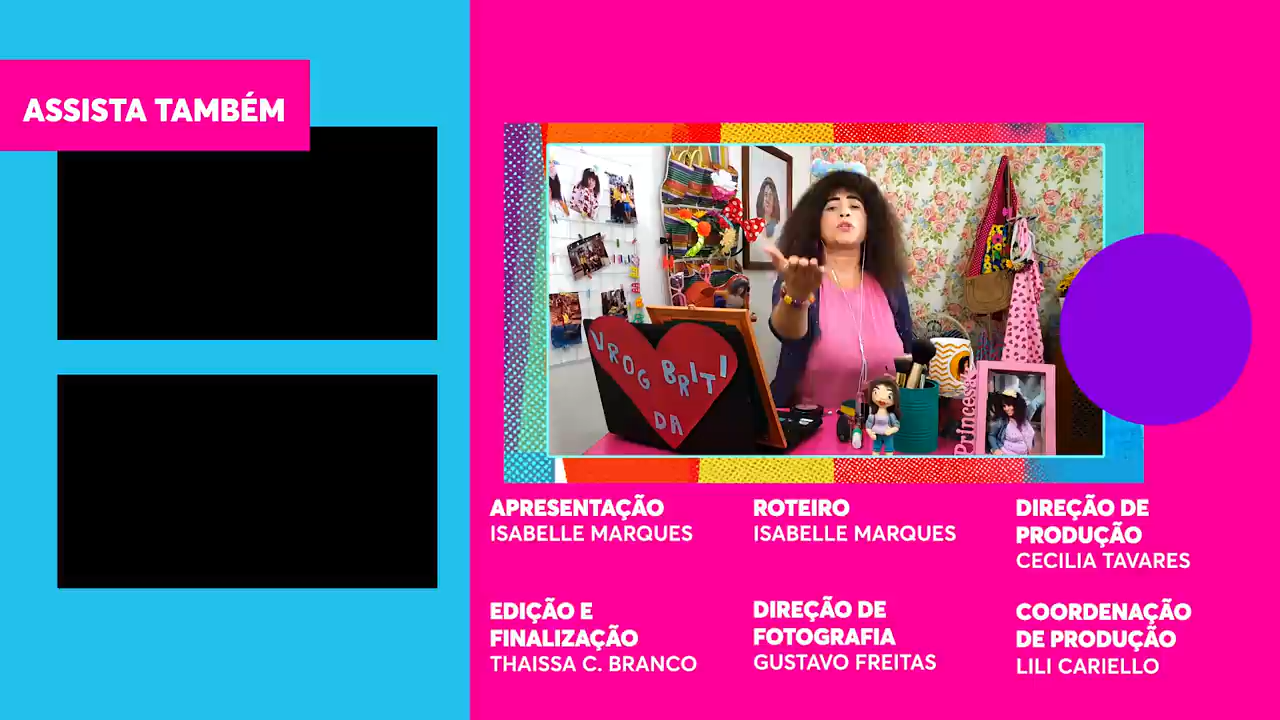 ASSISTA TAMBÉM
VROG BRITI
DA
Princess
APRESENTAÇÃO
ISABELLE MARQUES
ROTEIRO
ISABELLE MARQUES
DIREÇÃO DE
PRODUÇÃO
CECILIA TAVARES
EDIÇÃO E
FINALIZAÇÃO
THAISSA C. BRANCO
DIREÇÃO DE
FOTOGRAFIA
GUSTAVO FREITAS
COORDENAÇÃO
DE PRODUÇÃO
LILI CARIELLO